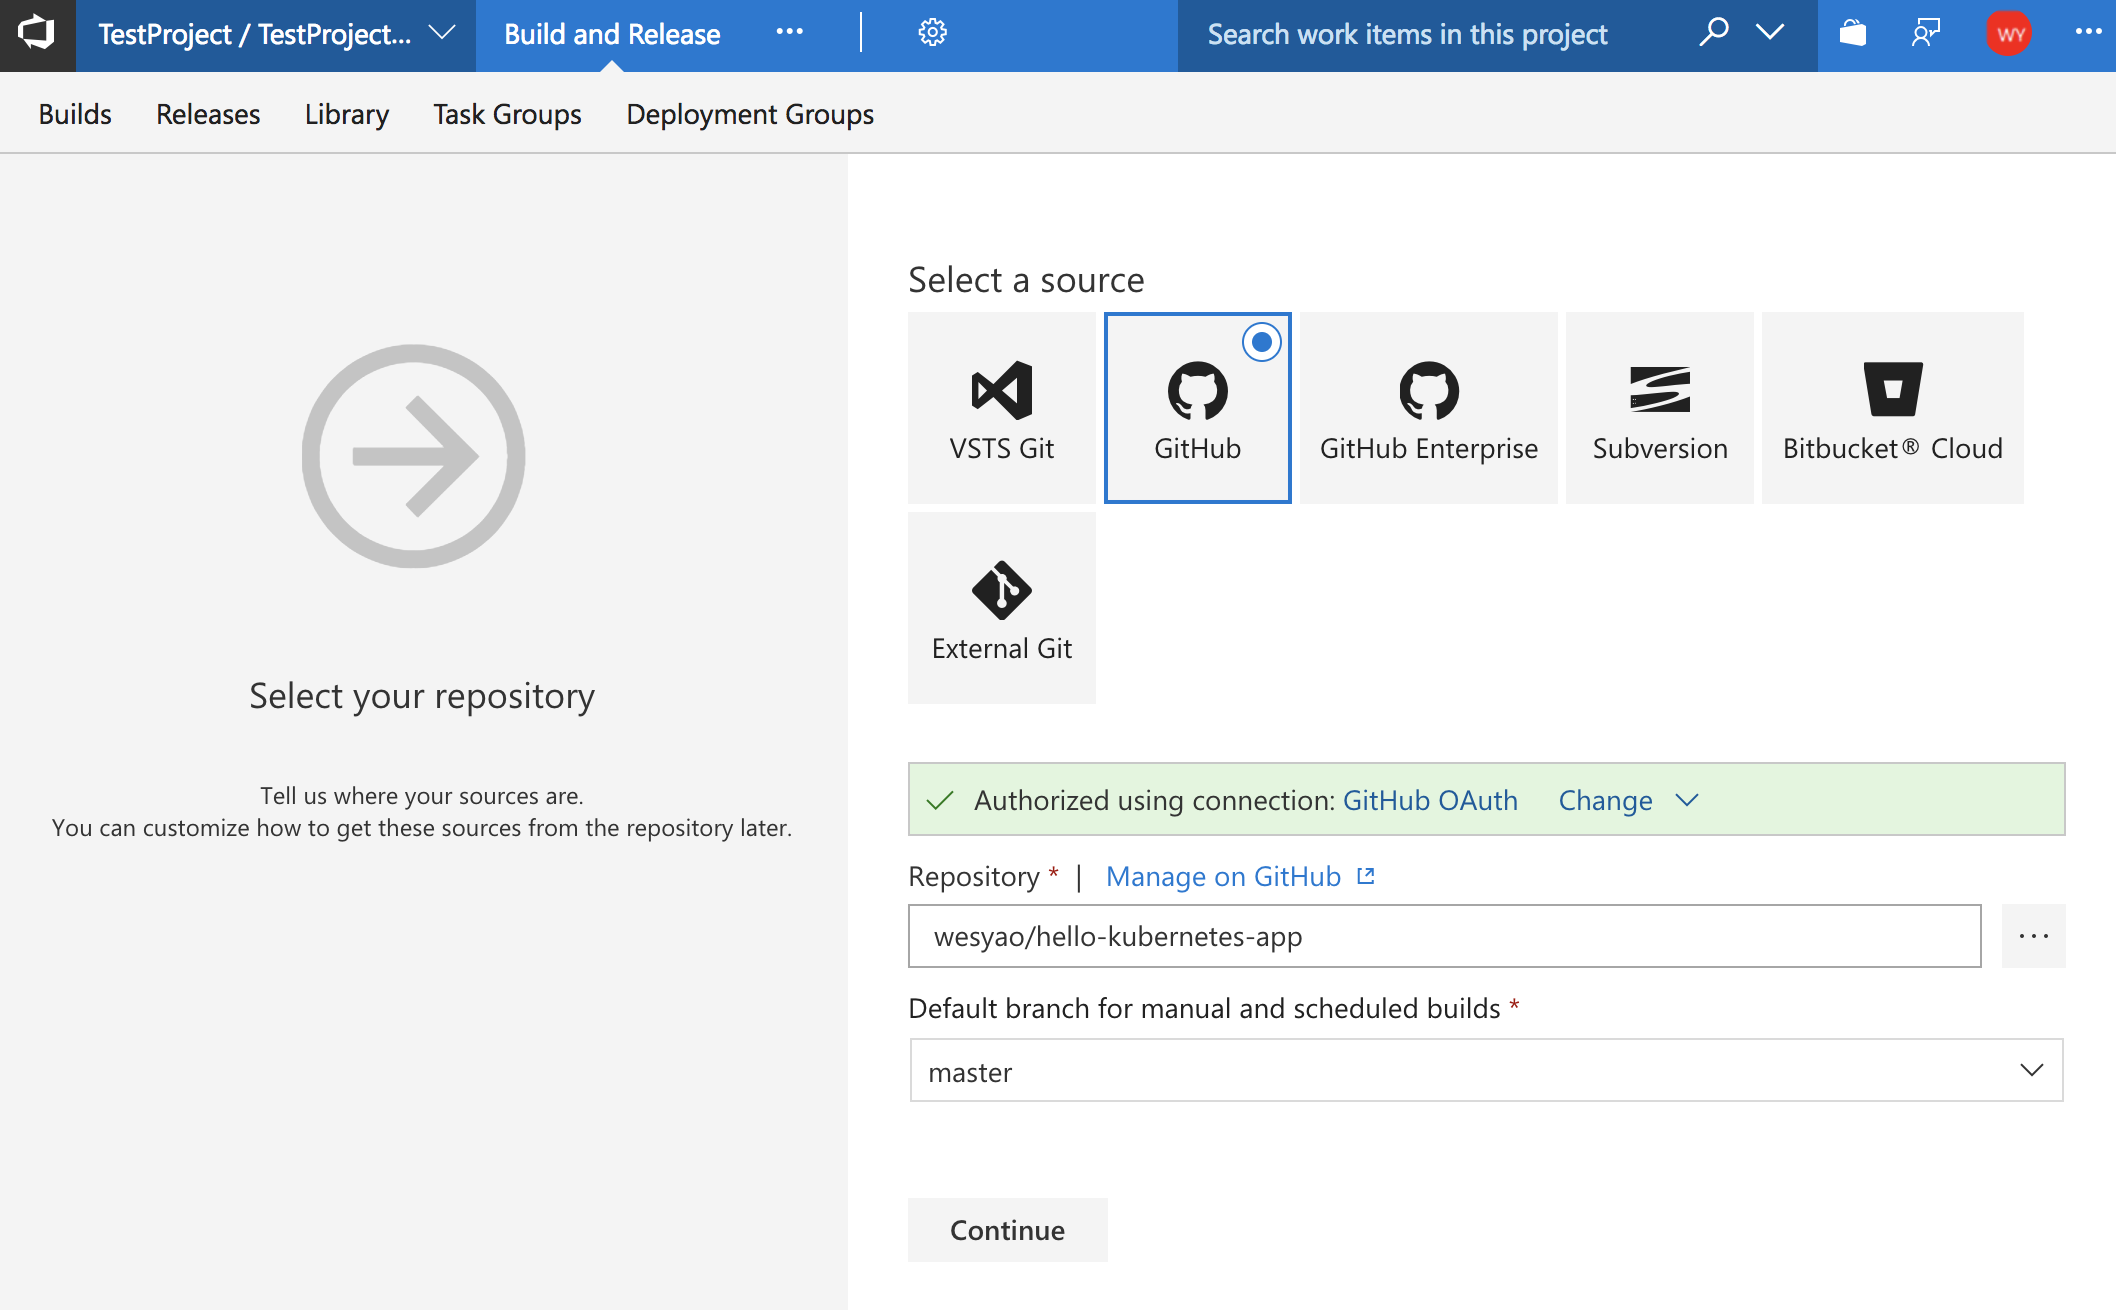 TestProject / TestProject...
Build and Release
Search work items in this project
WY
Builds Releases Library Task Groups Deployment Groups
Select your repository
Tell us where your sources are.
You can customize how to get these sources from the repository later.
Select a source
VSTS Git
GitHub
GitHub Enterprise
Subversion
Bitbucket® Cloud
External Git
Authorized using connection: GitHub OAuth Change
Repository * | Manage on GitHub
wesyao/hello-kubernetes-app
...
Default branch for manual and scheduled builds *
master
Continue